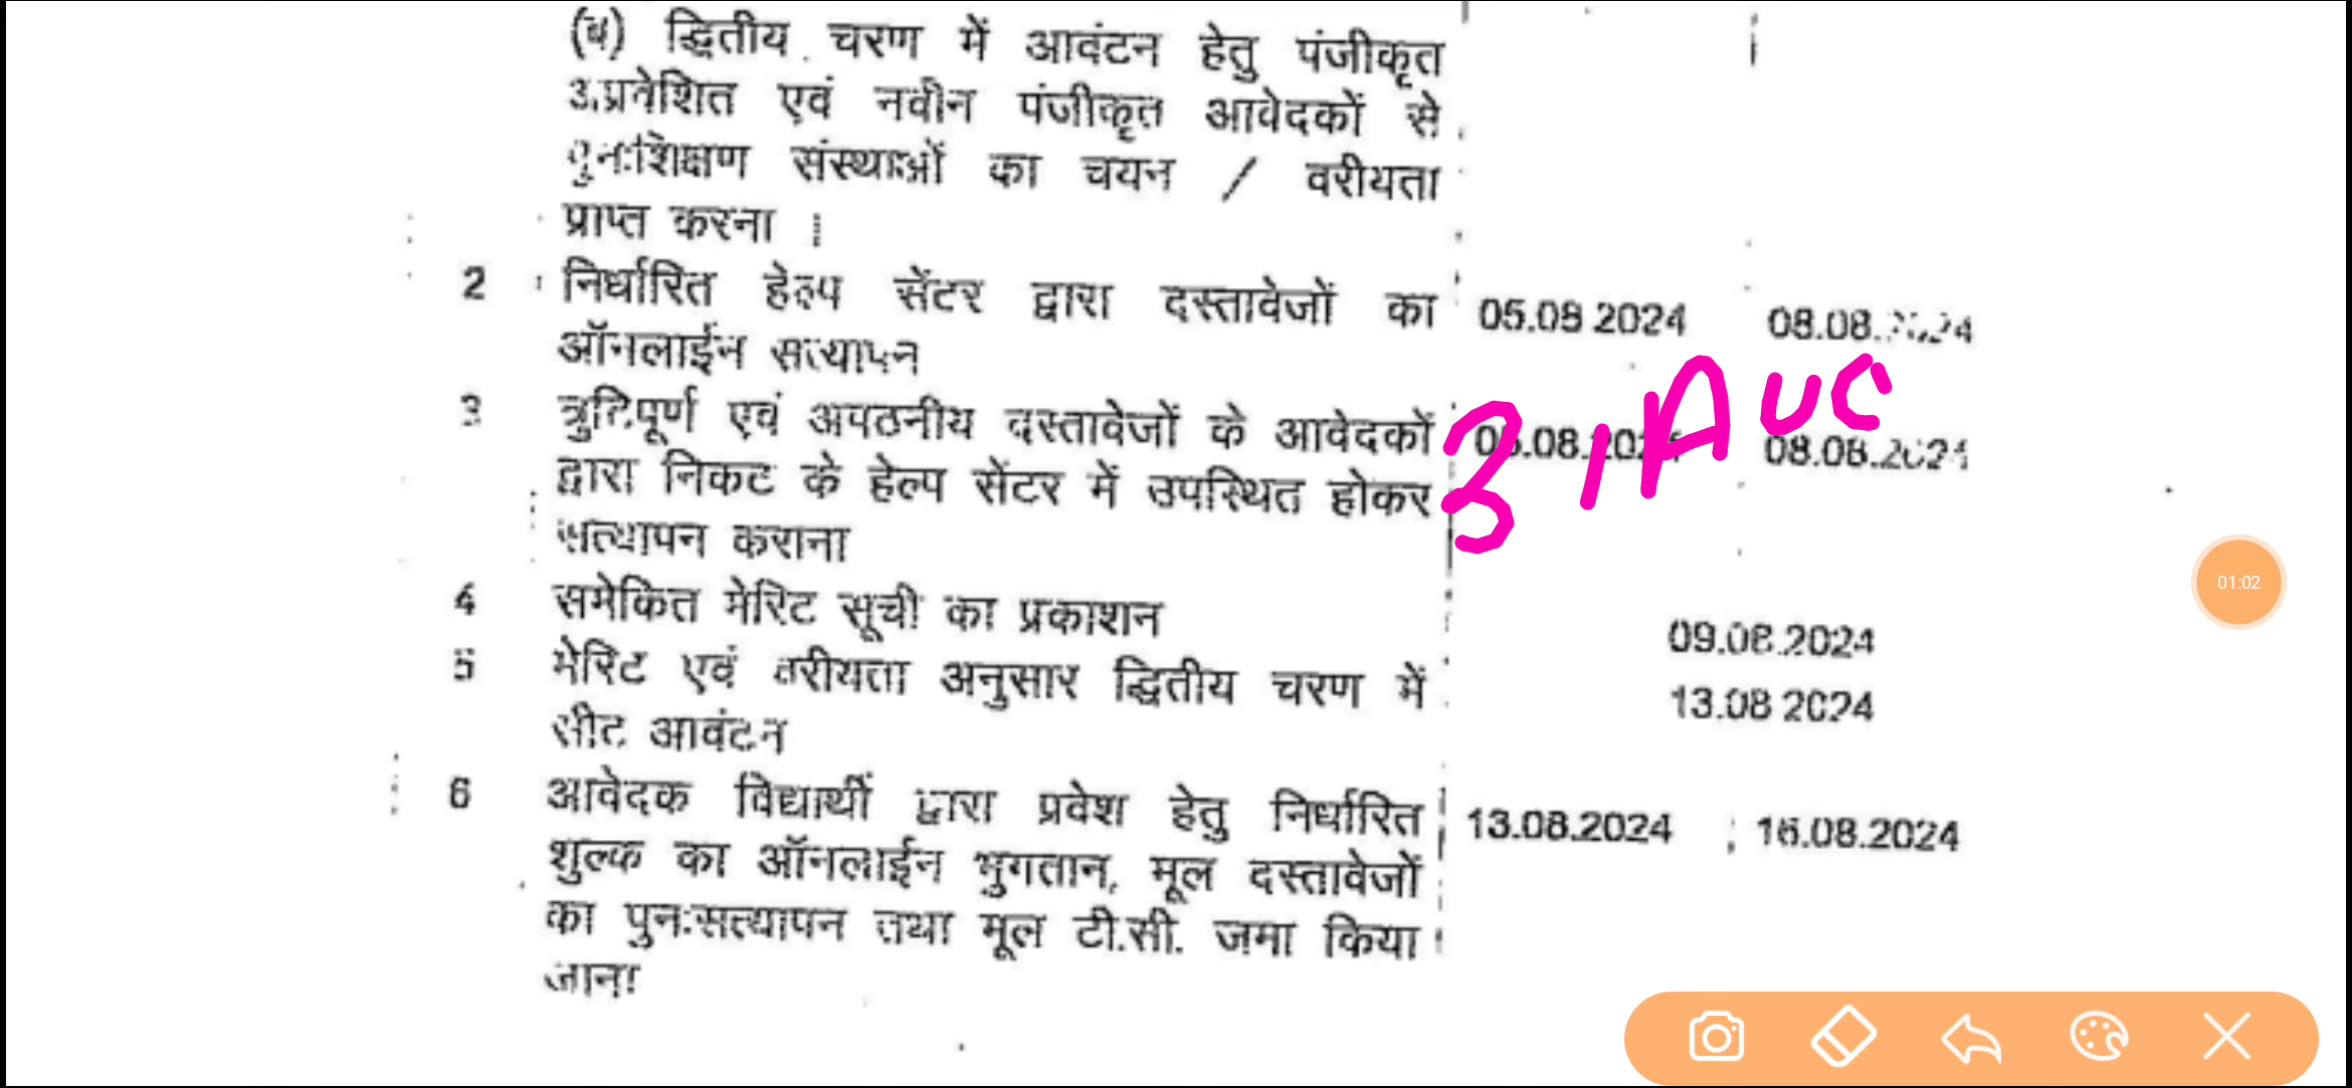 (ब) द्वितीय चरण में आवंटन हेतु पंजीकृत
अप्रवेशित एवं नवीन पंजीकृत आवेदकों से
पुनःशिक्षण संस्थाओं का चयन / वरीयता
प्राप्त करना ।
2 निर्धारित हेल्प सेंटर द्वारा दस्तावेजों का 05.08.2024 08.08.2024
ऑनलाईन सत्यापन
3 त्रुटिपूर्ण एवं अपठनीय दस्तावेजों के आवेदकों 08.08.2024
द्वारा निकट के हेल्प सेंटर में उपस्थित होकर
सत्यापन कराना
4 समेकित मेरिट सूची का प्रकाशन 09.08.2024
5 मेरिट एवं वरीयता अनुसार द्वितीय चरण में 13.08.2024
सीट आवंटन
6 आवेदक विद्यार्थी द्वारा प्रवेश हेतु निर्धारित 13.08.2024 16.08.2024
शुल्क का ऑनलाईन भुगतान, मूल दस्तावेजों
का पुनःसत्यापन तथा मूल टी.सी. जमा किया
जाना
01:02